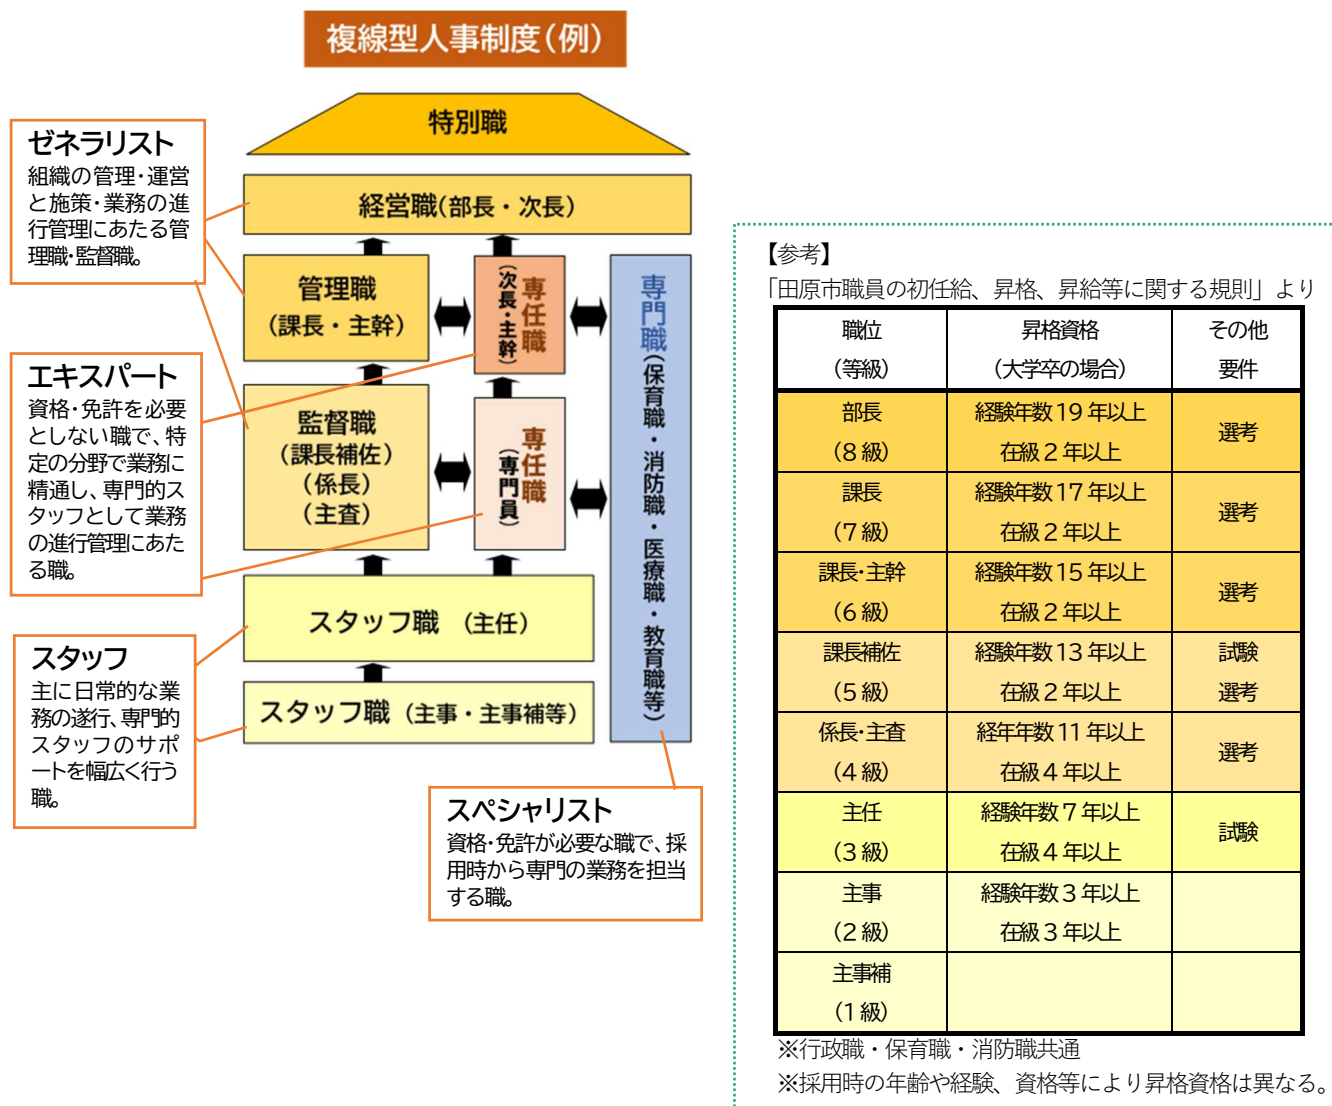 複線型人事制度(例)
特別職
経営職(部長・次長)
管理職
(課長・主幹)
専任職
(次長・主幹)
監督職
(課長補佐)
(係長)
(主査)
専任職
(専門員)
専門職(保育職・消防職・医療職・教育職等)
スタッフ職 (主任)
スタッフ職 (主事・主事補等)
ゼネラリスト
組織の管理・運営
と施策・業務の進
行管理にあたる管
理職・監督職。
エキスパート
資格・免許を必要
としない職で、特
定の分野で業務に
精通し、専門的ス
タッフとして業務
の進行管理にあた
る職。
スタッフ
主に日常的な業
務の遂行、専門的
スタッフのサポ
ートを幅広く行う
職。
スペシャリスト
資格・免許が必要な職で、採
用時から専門の業務を担当
する職。
【参考】
「田原市職員の初任給、昇格、昇給等に関する規則」より
職位 昇格資格 その他
(等級) (大学卒の場合) 要件
部長 経験年数19年以上 選考
(8級) 在級2年以上
課長 経験年数17年以上 選考
(7級) 在級2年以上
課長・主幹 経験年数15年以上 選考
(6級) 在級2年以上
課長補佐 経験年数13年以上 試験
(5級) 在級2年以上 選考
係長・主査 経年年数11年以上 選考
(4級) 在級4年以上
主任 経験年数7年以上 試験
(3級) 在級4年以上
主事 経験年数3年以上
(2級) 在級3年以上
主事補
(1級)
※行政職・保育職・消防職共通
※採用時の年齢や経験、資格等により昇格資格は異なる。